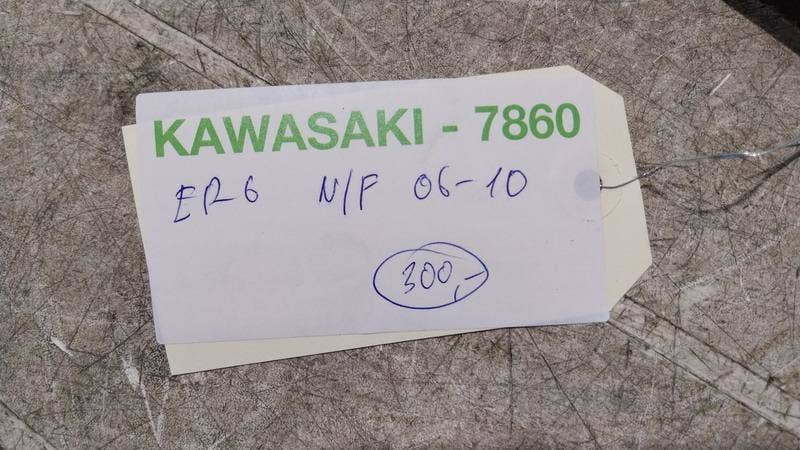 KAWASAKI - 7860
ER6 N/F 06-10
300,-